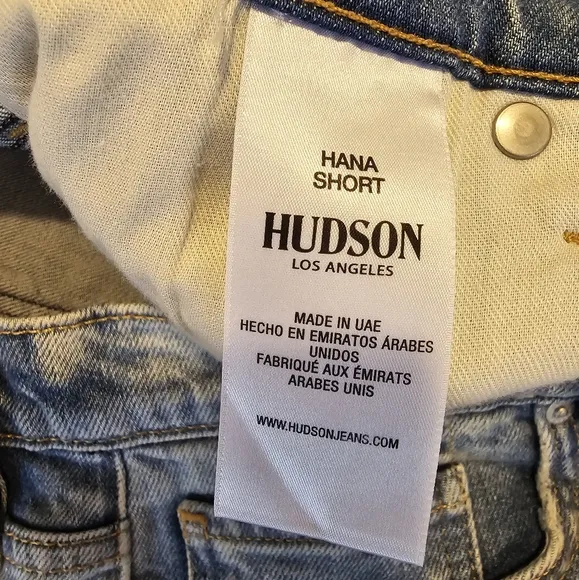 HANA
SHORT
HUDSON
LOS ANGELES
MADE IN UAE
HECHO EN EMIRATOS ÁRABES
UNIDOS
FABRIQUÉ AUX ÉMIRATS
ARABES UNIS
WWW.HUDSONJEANS.COM